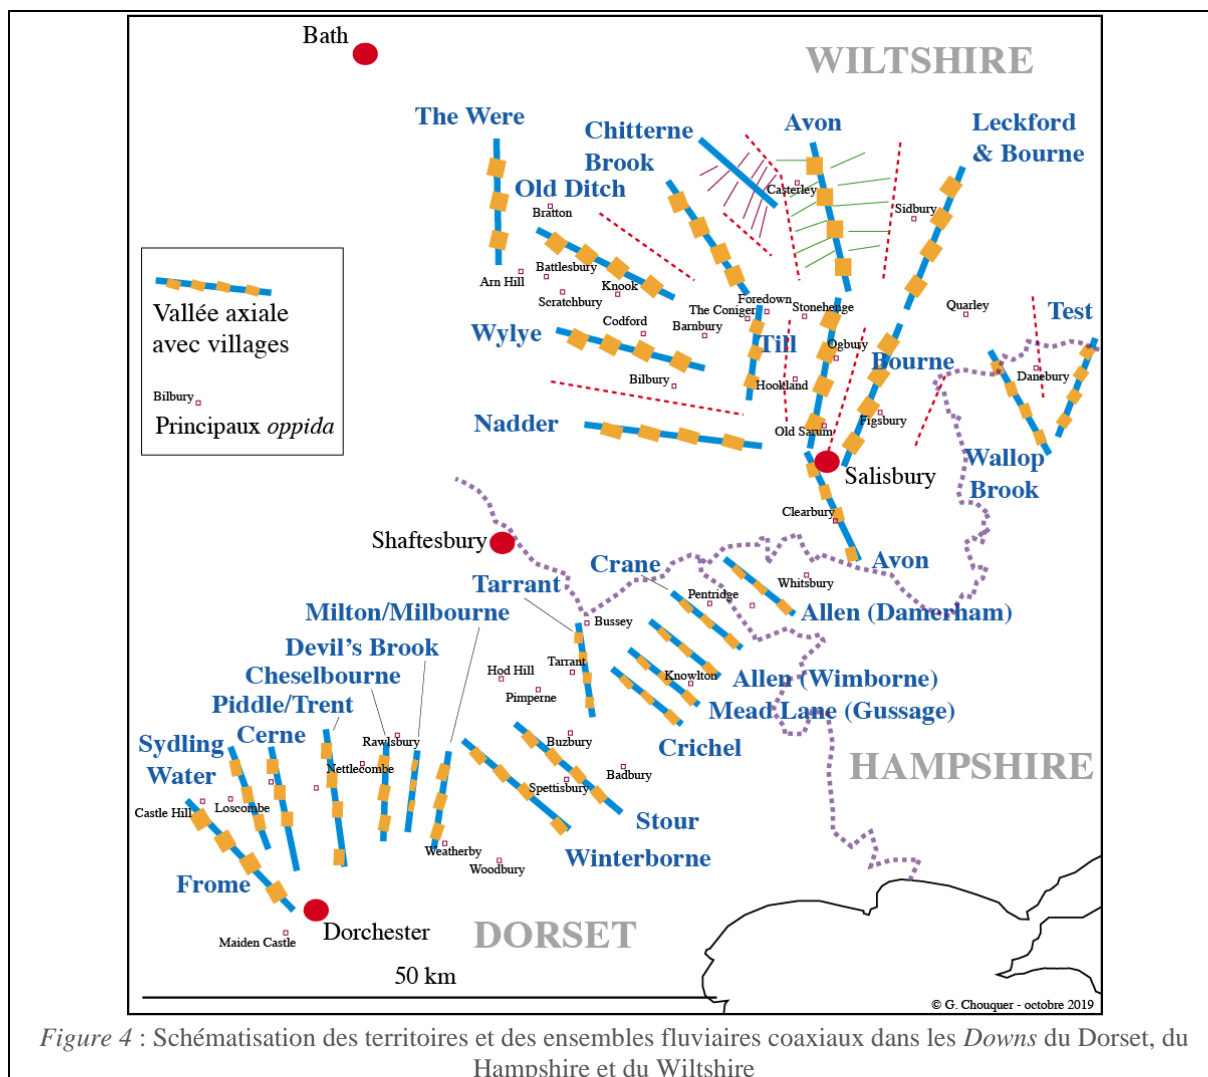 Bath
WILTSHIRE
The Were
Chitterne
Brook
Avon
Leckford
& Bourne
Old Ditch
Casterley
Bratton
Sidbury
Vallée axiale
avec villages
Bilbury
Principaux oppida
Arn Hill
Battlesbury
Scratchbury
Knook
Foredown
The Coniger
Stonehenge
Quarley
Test
Codford
Barnbury
Wylye
Till
Ogbury
Bourne
Bilbury
Hookland
Danebury
Nadder
Old Sarum
Figsbury
Salisbury
Wallop
Brook
Clearbury
Shaftesbury
Avon
Crane
Tarrant
Whitsbury
Pentridge
Allen (Damerham)
Milton/Milbourne
Bussey
Devil's Brook
Hod Hill
Tarrant
Cheselbourne
Knowlton
Allen (Wimborne)
Pimperne
Piddle/Trent
Mead Lane (Gussage)
Cerne
Sydling
Water
Rawlsbury
Buzbury
Crichel
Nettlecombe
Badbury
HAMPSHIRE
Spettisbury
Castle Hill
Loscombe
Stour
Weatherby
Winterborne
Woodbury
Frome
Dorchester
DORSET
Maiden Castle
50 km
© G. Chouquer - octobre 2019
Figure 4 : Schématisation des territoires et des ensembles fluviaires coaxiaux dans les Downs du Dorset, du
Hampshire et du Wiltshire